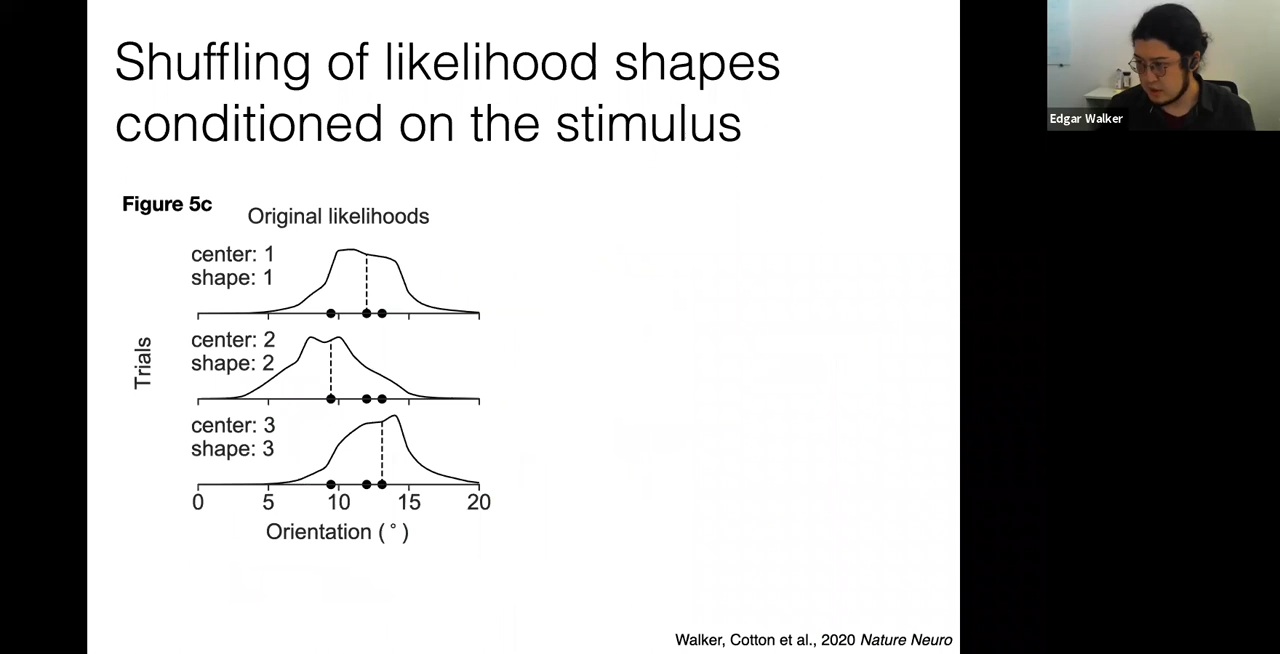 Shuffling of likelihood shapes
conditioned on the stimulus
Figure 5c
Original likelihoods
center: 1
shape: 1
center: 2
shape: 2
center: 3
shape: 3
Trials
0 5 10 15 20
Orientation (°)
Walker, Cotton et al., 2020 Nature Neuro
Edgar Walker